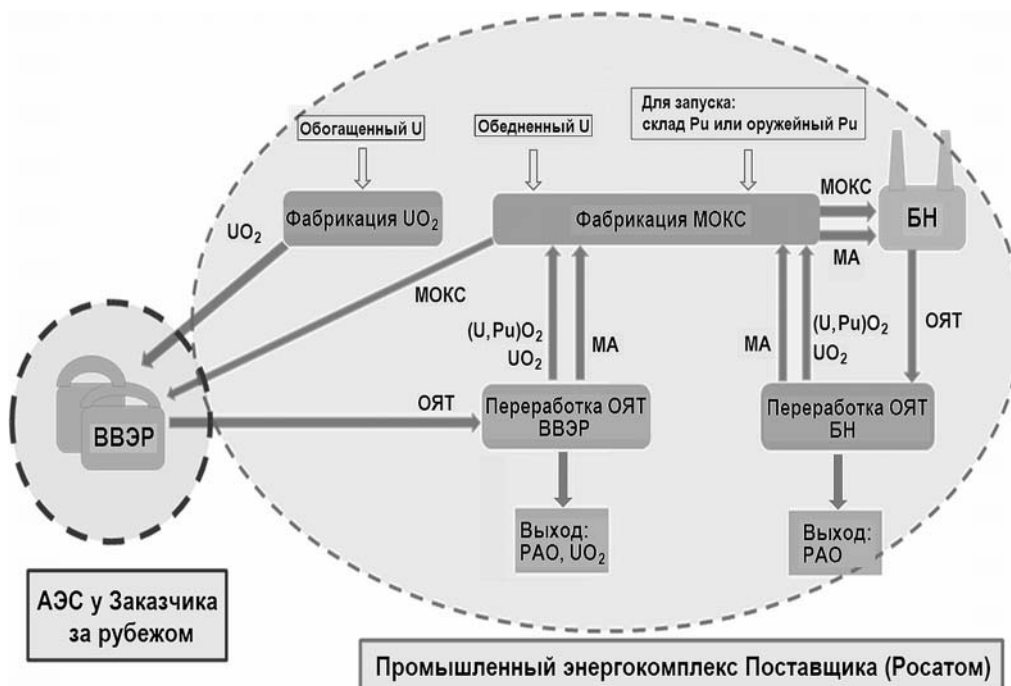 Для запуска:
склад Pu или оружейный Pu
Обогащенный U
Обедненный U
МОКС
Фабрикация UO₂
Фабрикация МОКС
БН
UO₂
МА
МОКС
(U,Pu)O₂
UO₂
МА
МА
(U,Pu)O₂
UO₂
ОЯТ
ВВЭР
ОЯТ
Переработка ОЯТ
ВВЭР
Переработка ОЯТ
БН
Выход:
РАО, UO₂
Выход:
РАО
АЭС у Заказчика
за рубежом
Промышленный энергокомплекс Поставщика (Росатом)